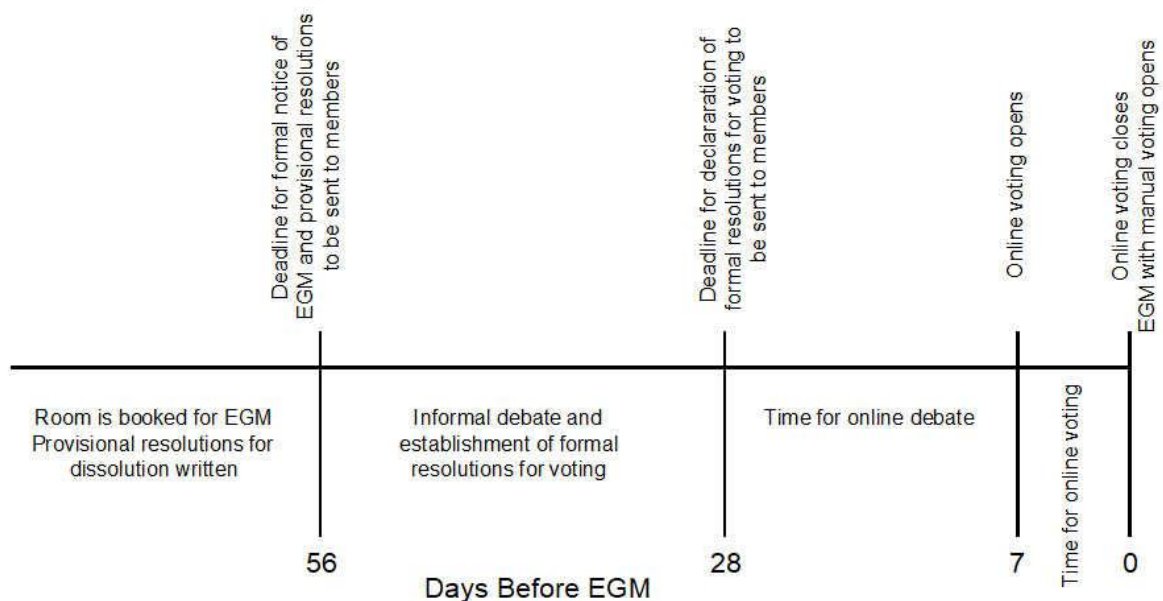 Deadline for formal notice of
EGM and provisional resolutions
to be sent to members
Deadline for declararation of
formal resolutions for voting to
be sent to members
Online voting opens
Online voting closes
EGM with manual voting opens
Room is booked for EGM
Provisional resolutions for
dissolution written
Informal debate and
establishment of formal
resolutions for voting
Time for online debate
Time for online voting
56
28
7
0
Days Before EGM